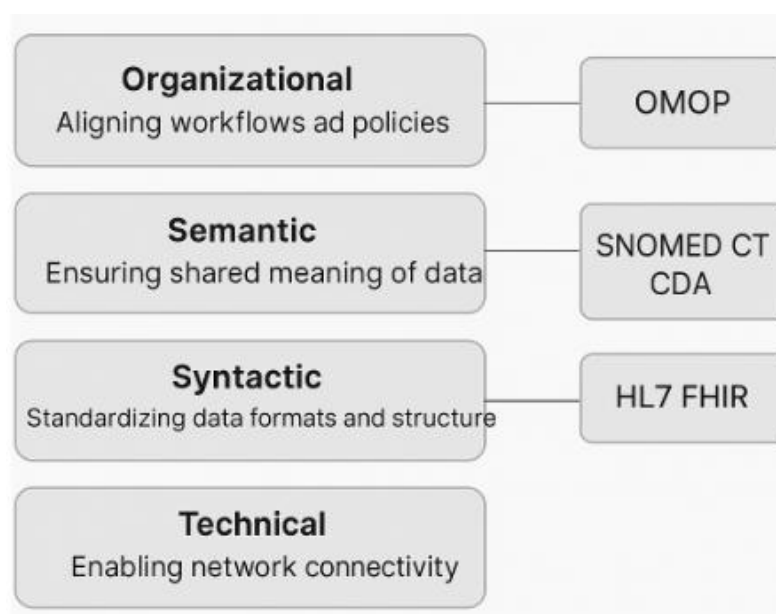 Organizational
Aligning workflows ad policies
OMOP
Semantic
Ensuring shared meaning of data
SNOMED CT
CDA
Syntactic
Standardizing data formats and structure
HL7 FHIR
Technical
Enabling network connectivity